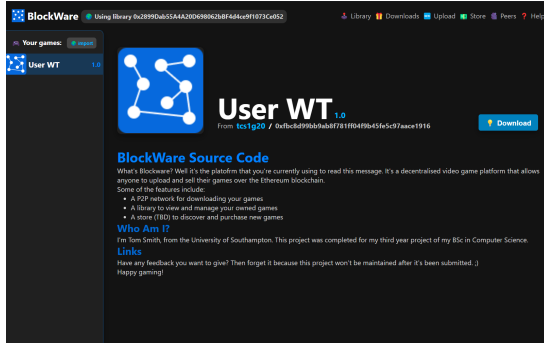 BlockWare Using library 0x2899Dab55A4A20D698062bBF4d4ce9f1073Ce052 Library Downloads Upload Store Peers Help
Your games: import
User WT 1.0
User WT 1.0
From tcs1g20 / 0xfbc8d99bb9ab8f781ff04f9b45fe5c97aace1916
Download
BlockWare Source Code
What's Blockware? Well it's the platofrm that you're currently using to read this message. It's a decentralised video game platform that allows
anyone to upload and sell their games over the Ethereum blockchain.
Some of the features include:
• A P2P network for downloading your games
• A library to view and manage your owned games
• A store (TBD) to discover and purchase new games
Who Am I?
I'm Tom Smith, from the University of Southampton. This project was completed for my third year project of my BSc in Computer Science.
Links
Have any feedback you want to give? Then forget it because this project won't be maintained after it's been submitted. ;)
Happy gaming!